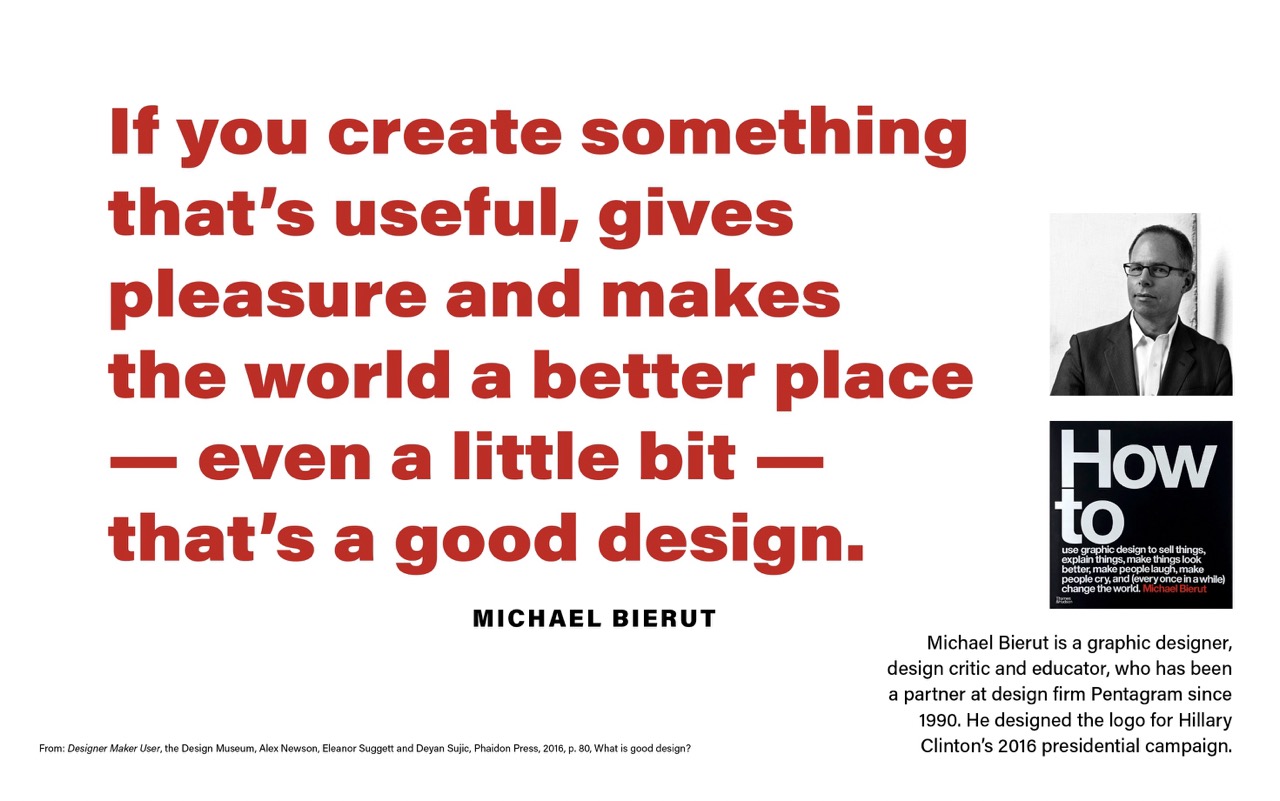 If you create something
that’s useful, gives
pleasure and makes
the world a better place
— even a little bit —
that’s a good design.
MICHAEL BIERUT
How
to
use graphic design to sell things,
explain things, make things look
better, make people laugh, make
people cry, and (every once in a while)
change the world. Michael Bierut
Thames
&Hudson
Michael Bierut is a graphic designer,
design critic and educator, who has been
a partner at design firm Pentagram since
1990. He designed the logo for Hillary
Clinton’s 2016 presidential campaign.
From: Designer Maker User, the Design Museum, Alex Newson, Eleanor Suggett and Deyan Sujic, Phaidon Press, 2016, p. 80, What is good design?